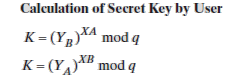 Calculation of Secret Key by User
K = (Y_B)^XA mod q
K = (Y_A)^XB mod q